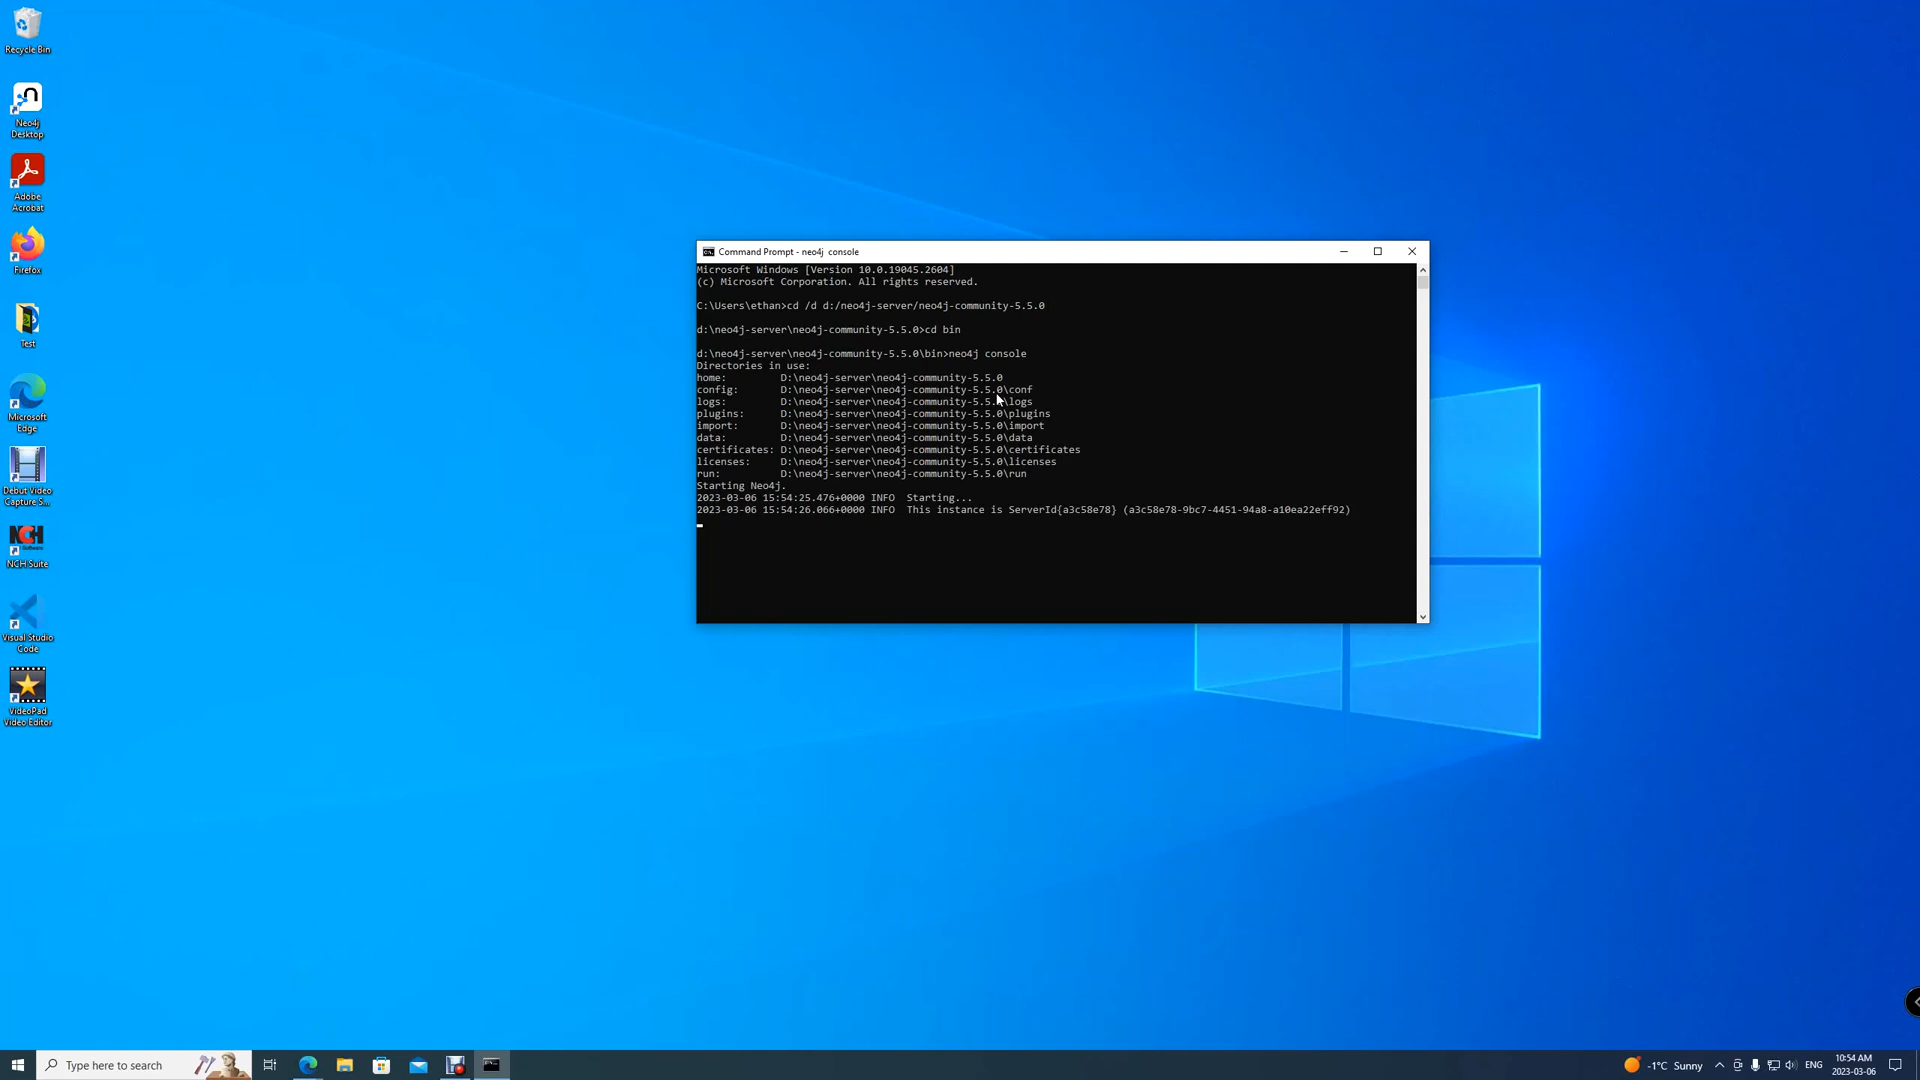 Recycle Bin
Neo4j
Desktop
Adobe
Acrobat
Firefox
Test
Microsoft
Edge
Debut Video
Capture S...
NCH Suite
Visual Studio
Code
VideoPad
Video Editor
Command Prompt - neo4j  console
Microsoft Windows [Version 10.0.19045.2604]
(c) Microsoft Corporation. All rights reserved.
C:\Users\ethan>cd /d d:/neo4j-server/neo4j-community-5.5.0
d:\neo4j-server\neo4j-community-5.5.0>cd bin
d:\neo4j-server\neo4j-community-5.5.0\bin>neo4j console
Directories in use:
home:         D:\neo4j-server\neo4j-community-5.5.0
config:       D:\neo4j-server\neo4j-community-5.5.0\conf
logs:         D:\neo4j-server\neo4j-community-5.5.0\logs
plugins:      D:\neo4j-server\neo4j-community-5.5.0\plugins
import:       D:\neo4j-server\neo4j-community-5.5.0\import
data:         D:\neo4j-server\neo4j-community-5.5.0\data
certificates: D:\neo4j-server\neo4j-community-5.5.0\certificates
licenses:     D:\neo4j-server\neo4j-community-5.5.0\licenses
run:          D:\neo4j-server\neo4j-community-5.5.0\run
Starting Neo4j.
2023-03-06 15:54:25.476+0000 INFO  Starting...
2023-03-06 15:54:26.066+0000 INFO  This instance is ServerId{a3c58e78} (a3c58e78-9bc7-4451-94a8-a10ea22eff92)
Type here to search
-1°C Sunny
ENG
10:54 AM
2023-03-06